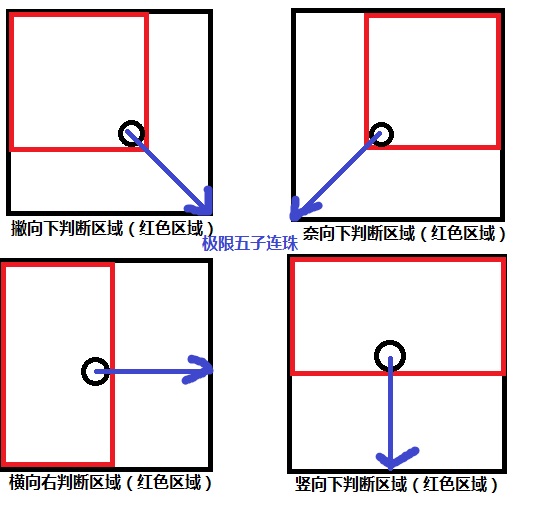 撇向下判断区域（红色区域）
奈向下判断区域（红色区域）
极限五子连珠
横向右判断区域（红色区域）
竖向下判断区域（红色区域）